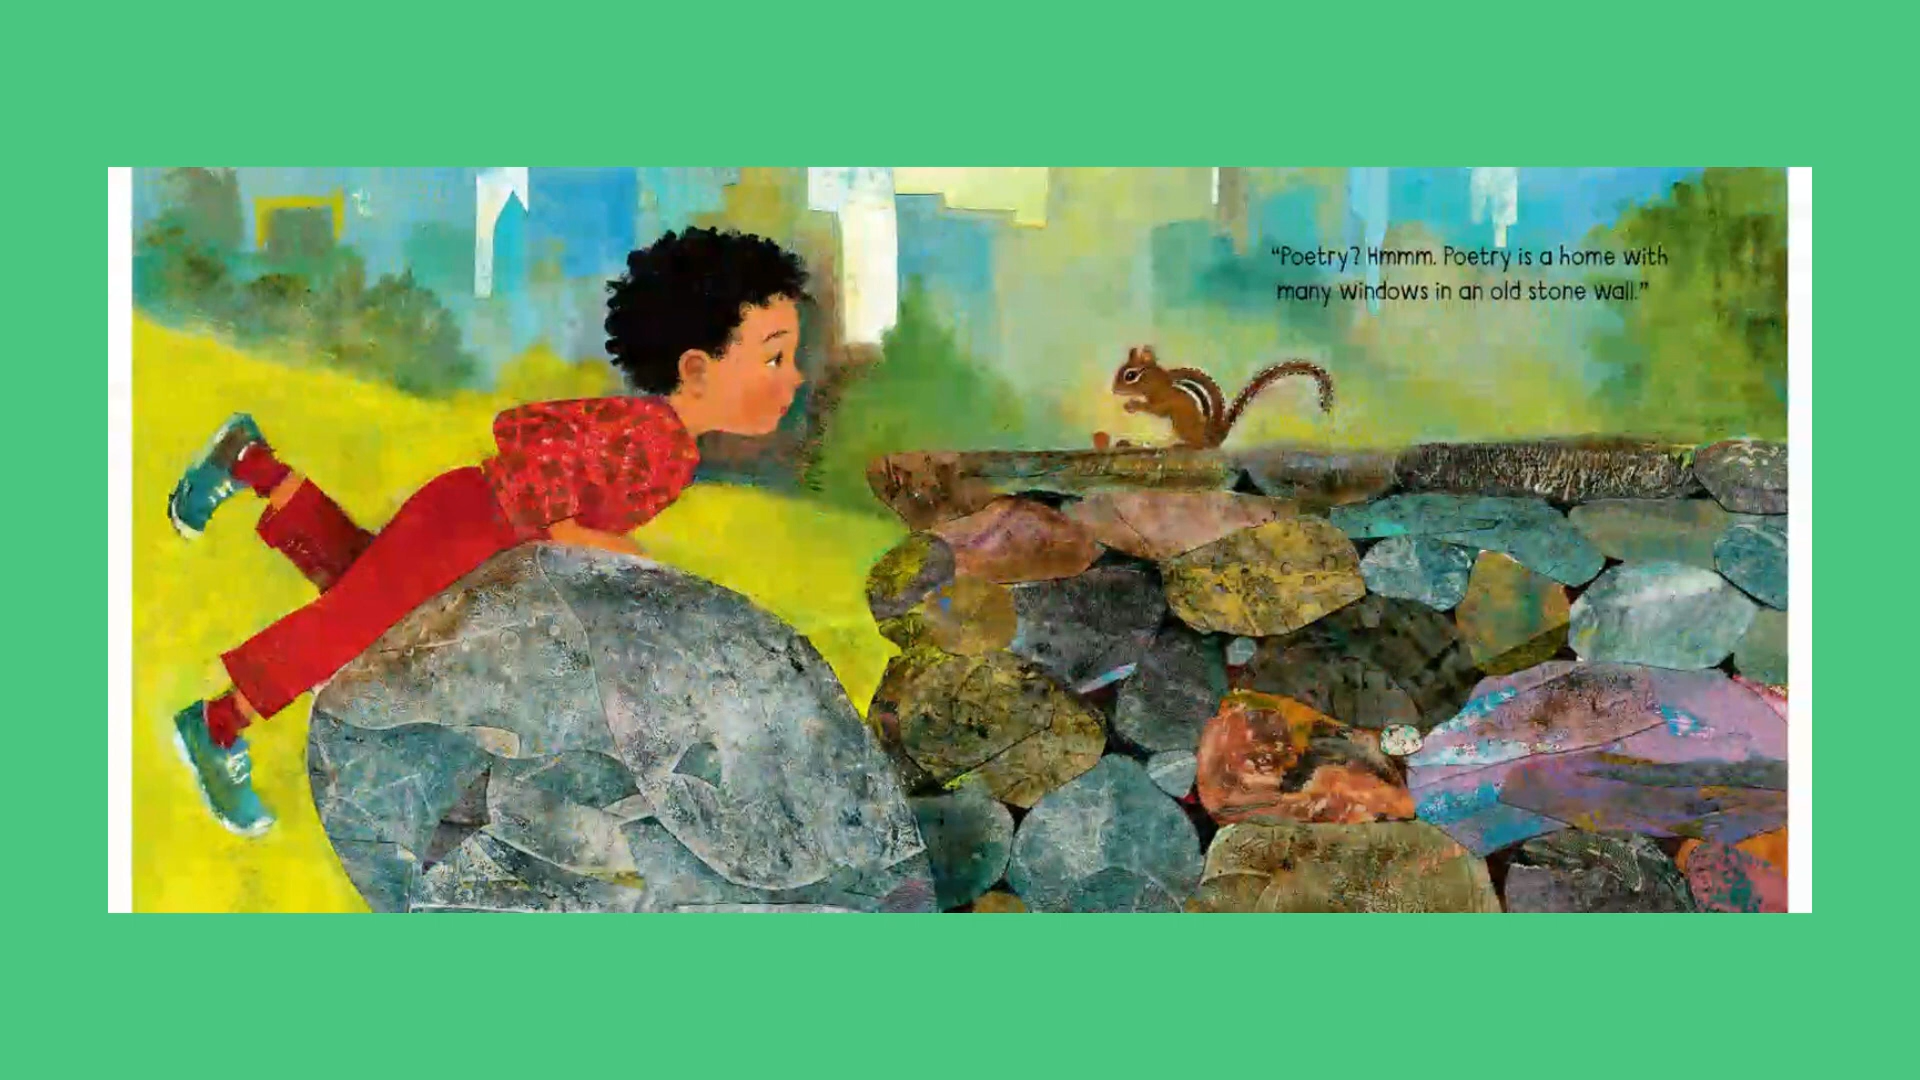 “Poetry? Hmmm. Poetry is a home with
many windows in an old stone wall.”